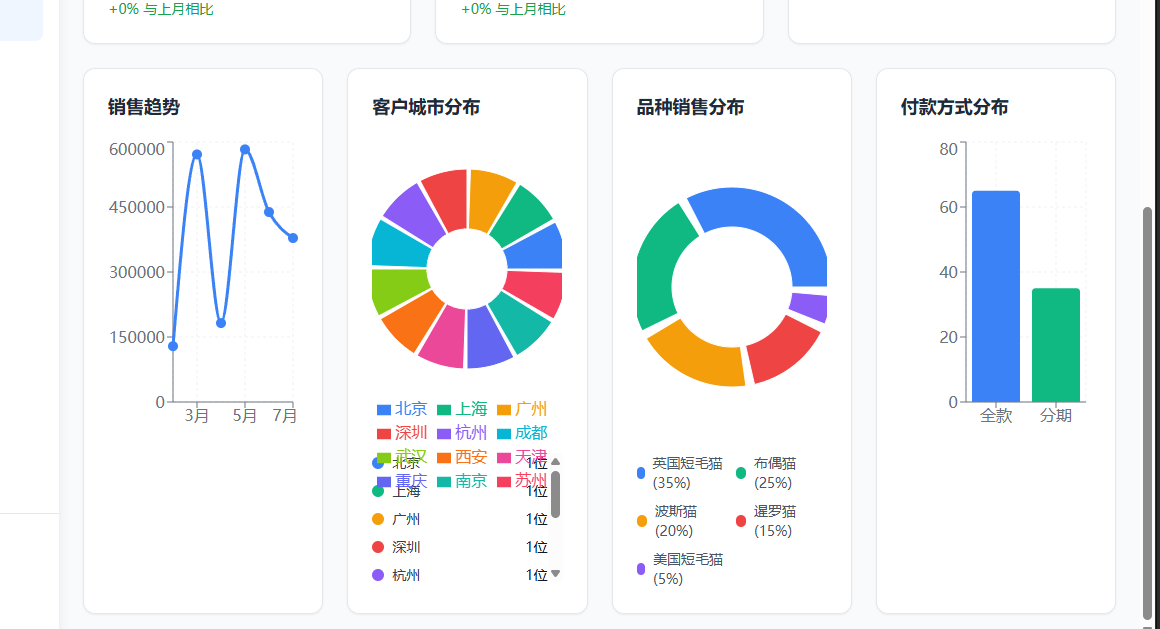 +0% 与上月相比
+0% 与上月相比
销售趋势
600000
450000
300000
150000
0
3月
5月
7月
客户城市分布
北京
上海
广州
深圳
杭州
成都
武汉
西安
天津
重庆
南京
苏州
北京 1位
上海 1位
广州 1位
深圳 1位
杭州 1位
品种销售分布
英国短毛猫
(35%)
布偶猫
(25%)
波斯猫
(20%)
暹罗猫
(15%)
美国短毛猫
(5%)
付款方式分布
80
60
40
20
0
全款
分期